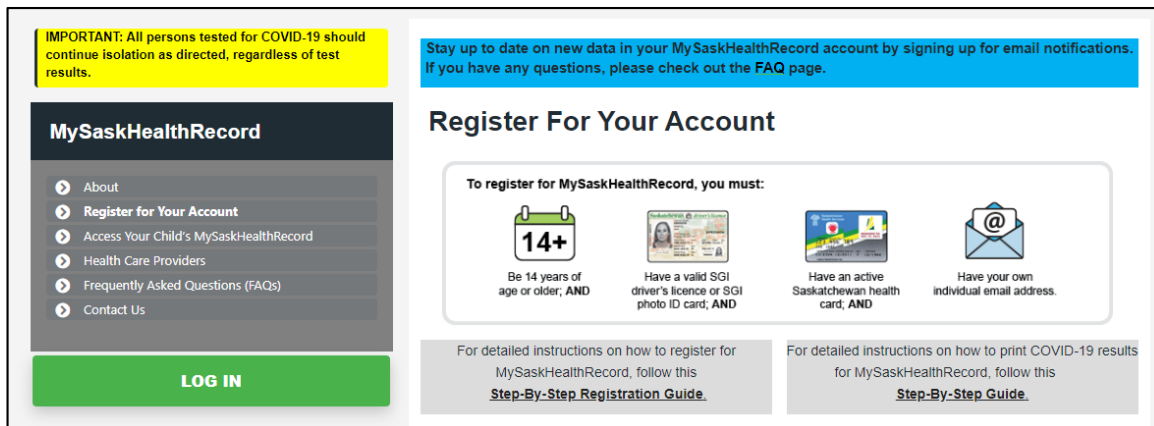 IMPORTANT: All persons tested for COVID-19 should
continue isolation as directed, regardless of test
results.
MySaskHealthRecord
About
Register for Your Account
Access Your Child's MySaskHealthRecord
Health Care Providers
Frequently Asked Questions (FAQs)
Contact Us
LOG IN
Stay up to date on new data in your MySaskHealthRecord account by signing up for email notifications.
If you have any questions, please check out the FAQ page.
Register For Your Account
To register for MySaskHealthRecord, you must:
14+
Be 14 years of
age or older; AND
Saskatchewan driver's licence
Have a valid SGI
driver's licence or SGI
photo ID card; AND
Have an active
Saskatchewan health
card; AND
@
Have your own
individual email address.
For detailed instructions on how to register for
MySaskHealthRecord, follow this
Step-By-Step Registration Guide.
For detailed instructions on how to print COVID-19 results
for MySaskHealthRecord, follow this
Step-By-Step Guide.